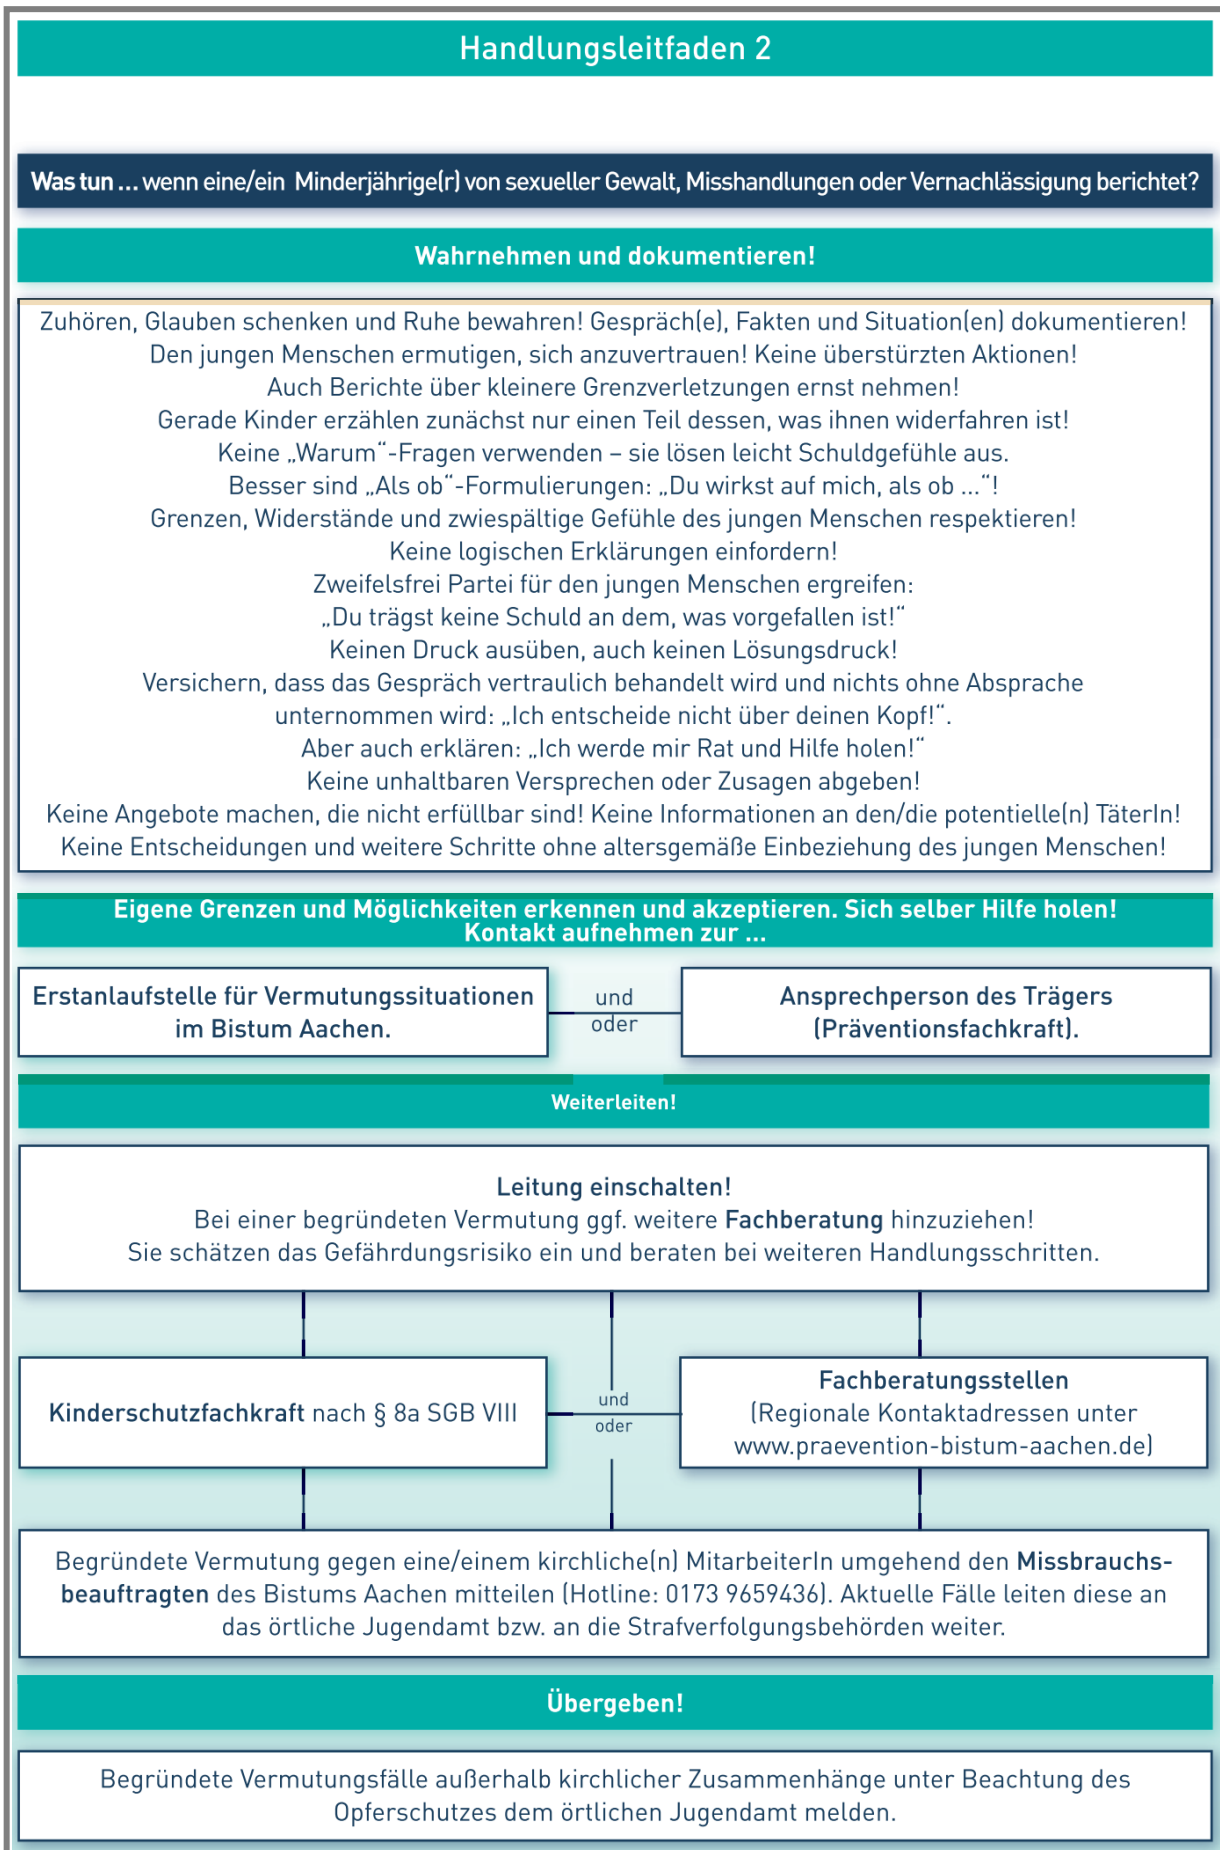 Handlungsleitfaden 2
Was tun ... wenn eine/ein Minderjährige(r) von sexueller Gewalt, Misshandlungen oder Vernachlässigung berichtet?
Wahrnehmen und dokumentieren!
Zuhören, Glauben schenken und Ruhe bewahren! Gespräch(e), Fakten und Situation(en) dokumentieren!
Den jungen Menschen ermutigen, sich anzuvertrauen! Keine überstürzten Aktionen!
Auch Berichte über kleinere Grenzverletzungen ernst nehmen!
Gerade Kinder erzählen zunächst nur einen Teil dessen, was ihnen widerfahren ist!
Keine „Warum“-Fragen verwenden – sie lösen leicht Schuldgefühle aus.
Besser sind „Als ob“-Formulierungen: „Du wirkst auf mich, als ob ...“!
Grenzen, Widerstände und zwiespältige Gefühle des jungen Menschen respektieren!
Keine logischen Erklärungen einfordern!
Zweifelsfrei Partei für den jungen Menschen ergreifen:
„Du trägst keine Schuld an dem, was vorgefallen ist!“
Keinen Druck ausüben, auch keinen Lösungsdruck!
Versichern, dass das Gespräch vertraulich behandelt wird und nichts ohne Absprache
unternommen wird: „Ich entscheide nicht über deinen Kopf!“.
Aber auch erklären: „Ich werde mir Rat und Hilfe holen!“
Keine unhaltbaren Versprechen oder Zusagen abgeben!
Keine Angebote machen, die nicht erfüllbar sind! Keine Informationen an den/die potentielle(n) TäterIn!
Keine Entscheidungen und weitere Schritte ohne altersgemäße Einbeziehung des jungen Menschen!
Eigene Grenzen und Möglichkeiten erkennen und akzeptieren. Sich selber Hilfe holen!
Kontakt aufnehmen zur ...
Erstanlaufstelle für Vermutungssituationen
im Bistum Aachen.
und
oder
Ansprechperson des Trägers
(Präventionsfachkraft).
Weiterleiten!
Leitung einschalten!
Bei einer begründeten Vermutung ggf. weitere Fachberatung hinzuziehen!
Sie schätzen das Gefährdungsrisiko ein und beraten bei weiteren Handlungsschritten.
Kinderschutzfachkraft nach § 8a SGB VIII
und
oder
Fachberatungsstellen
(Regionale Kontaktadressen unter
www.praevention-bistum-aachen.de)
Begründete Vermutung gegen eine/einem kirchliche(n) MitarbeiterIn umgehend den Missbrauchs-
beauftragten des Bistums Aachen mitteilen (Hotline: 0173 9659436). Aktuelle Fälle leiten diese an
das örtliche Jugendamt bzw. an die Strafverfolgungsbehörden weiter.
Übergeben!
Begründete Vermutungsfälle außerhalb kirchlicher Zusammenhänge unter Beachtung des
Opferschutzes dem örtlichen Jugendamt melden.